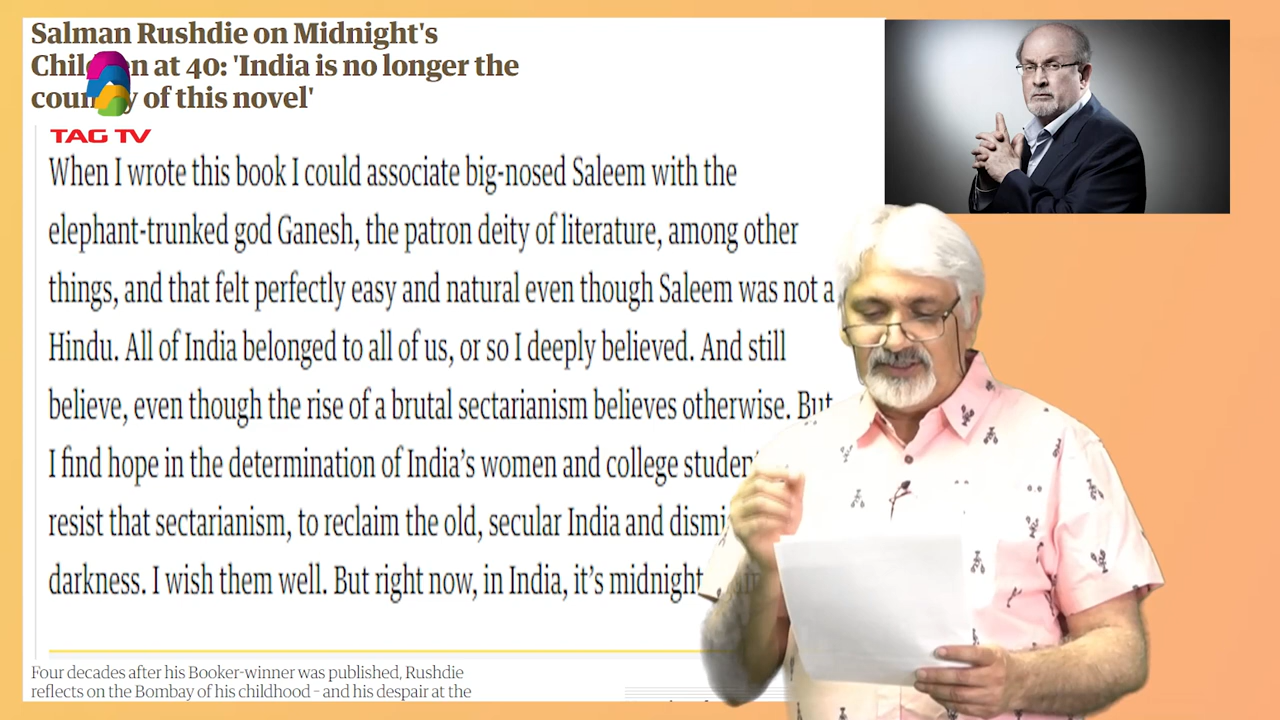 Salman Rushdie on Midnight's
Children at 40: 'India is no longer the
country of this novel'
TAG TV
When I wrote this book I could associate big-nosed Saleem with the
elephant-trunked god Ganesh, the patron deity of literature, among other
things, and that felt perfectly easy and natural even though Saleem was not a
Hindu. All of India belonged to all of us, or so I deeply believed. And still
believe, even though the rise of a brutal sectarianism believes otherwise. But
I find hope in the determination of India's women and college
resist that sectarianism, to reclaim the old, secular India and
darkness. I wish them well. But right now, in India, it's midnight
Four decades after his Booker-winner was published, Rushdie
reflects on the Bombay of his childhood – and his despair at the